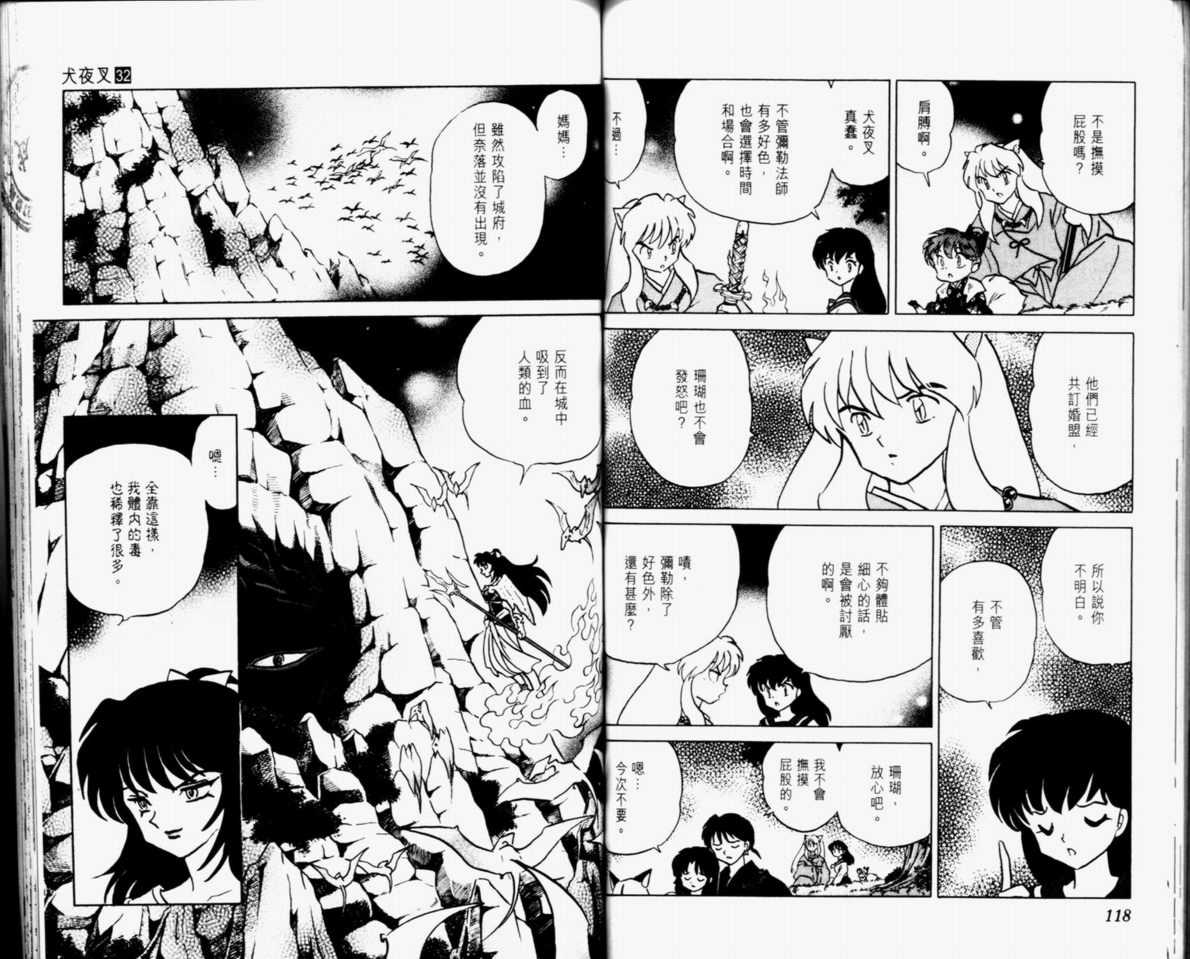 不是撫摸
屁股嗎?
肩膊啊。
犬夜叉
真蠢。
不管彌勒法師
有多好色,
也會選擇時間
和場合啊。
不過…
他們已經
共訂婚盟,
珊瑚也不會
發怒吧?
所以說你
不明白。
不管
有多喜歡,
不夠體貼
細心的話,
是會被討厭
的啊。
嘖,
彌勒除了
好色外,
還有甚麼?
珊瑚,
放心吧。
我不會
撫摸
屁股的。
嗯…
今次不要。
118
犬夜叉32
媽媽…
雖然攻陷了城府,
但奈落並沒有出現。
反而在城中
吸到了
人類的血。
嗯…
全靠這樣,
我體內的毒
也稀釋了很多。